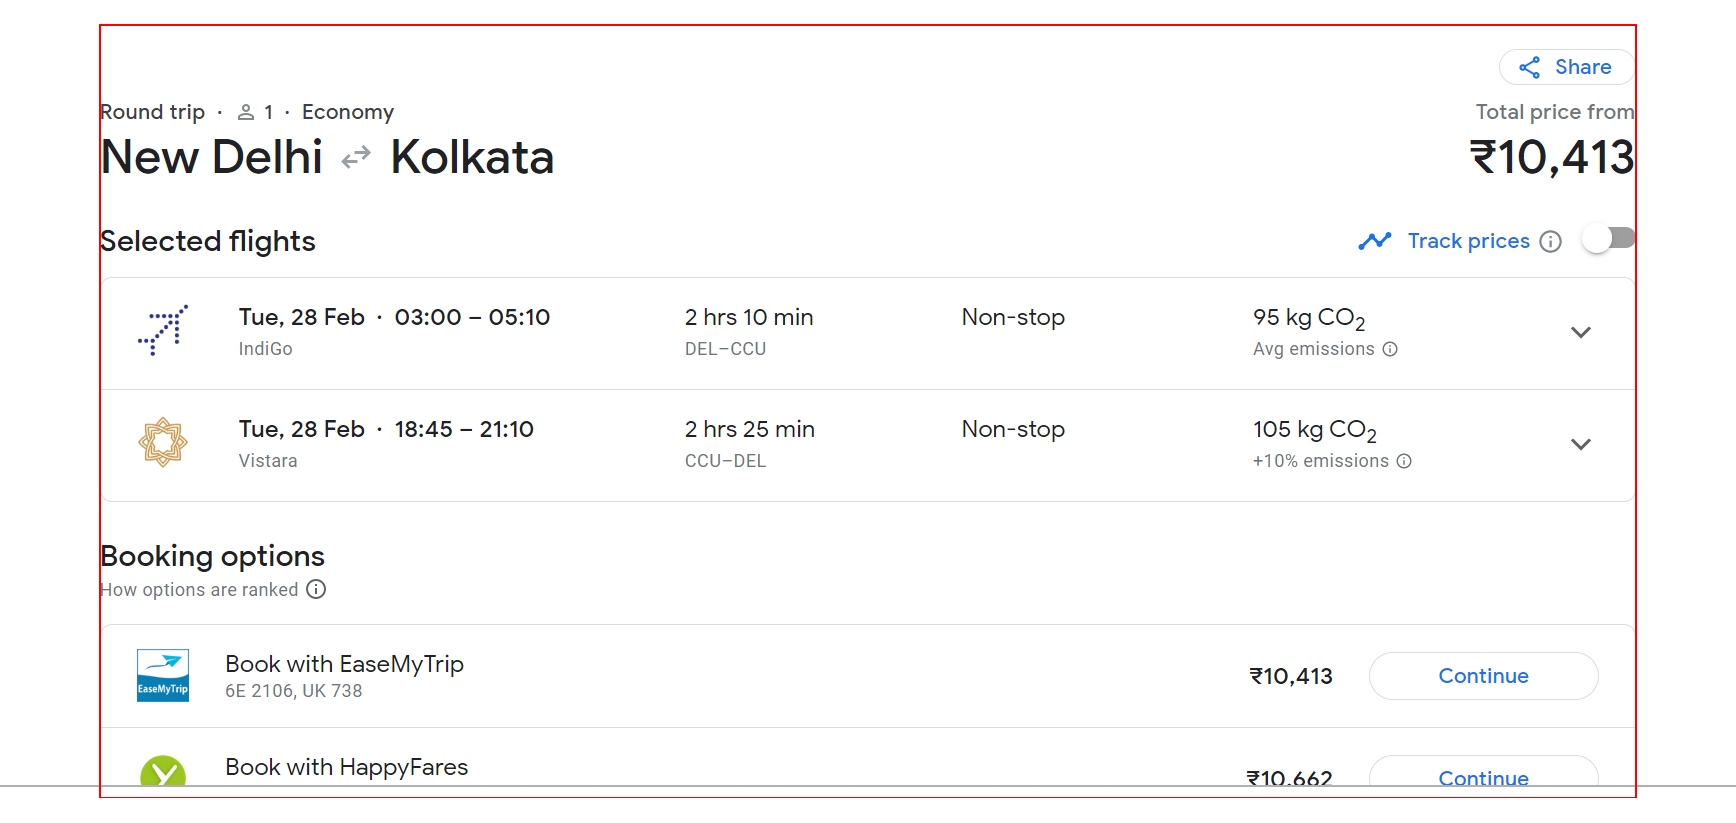 Share
Round trip · 1 · Economy
Total price from
New Delhi Kolkata
₹10,413
Selected flights
Track prices
Tue, 28 Feb · 03:00 – 05:10
2 hrs 10 min
Non-stop
95 kg CO2
IndiGo
DEL–CCU
Avg emissions
Tue, 28 Feb · 18:45 – 21:10
2 hrs 25 min
Non-stop
105 kg CO2
Vistara
CCU–DEL
+10% emissions
Booking options
How options are ranked
EaseMyTrip
Book with EaseMyTrip
6E 2106, UK 738
₹10,413
Continue
Book with HappyFares
₹10,662
Continue